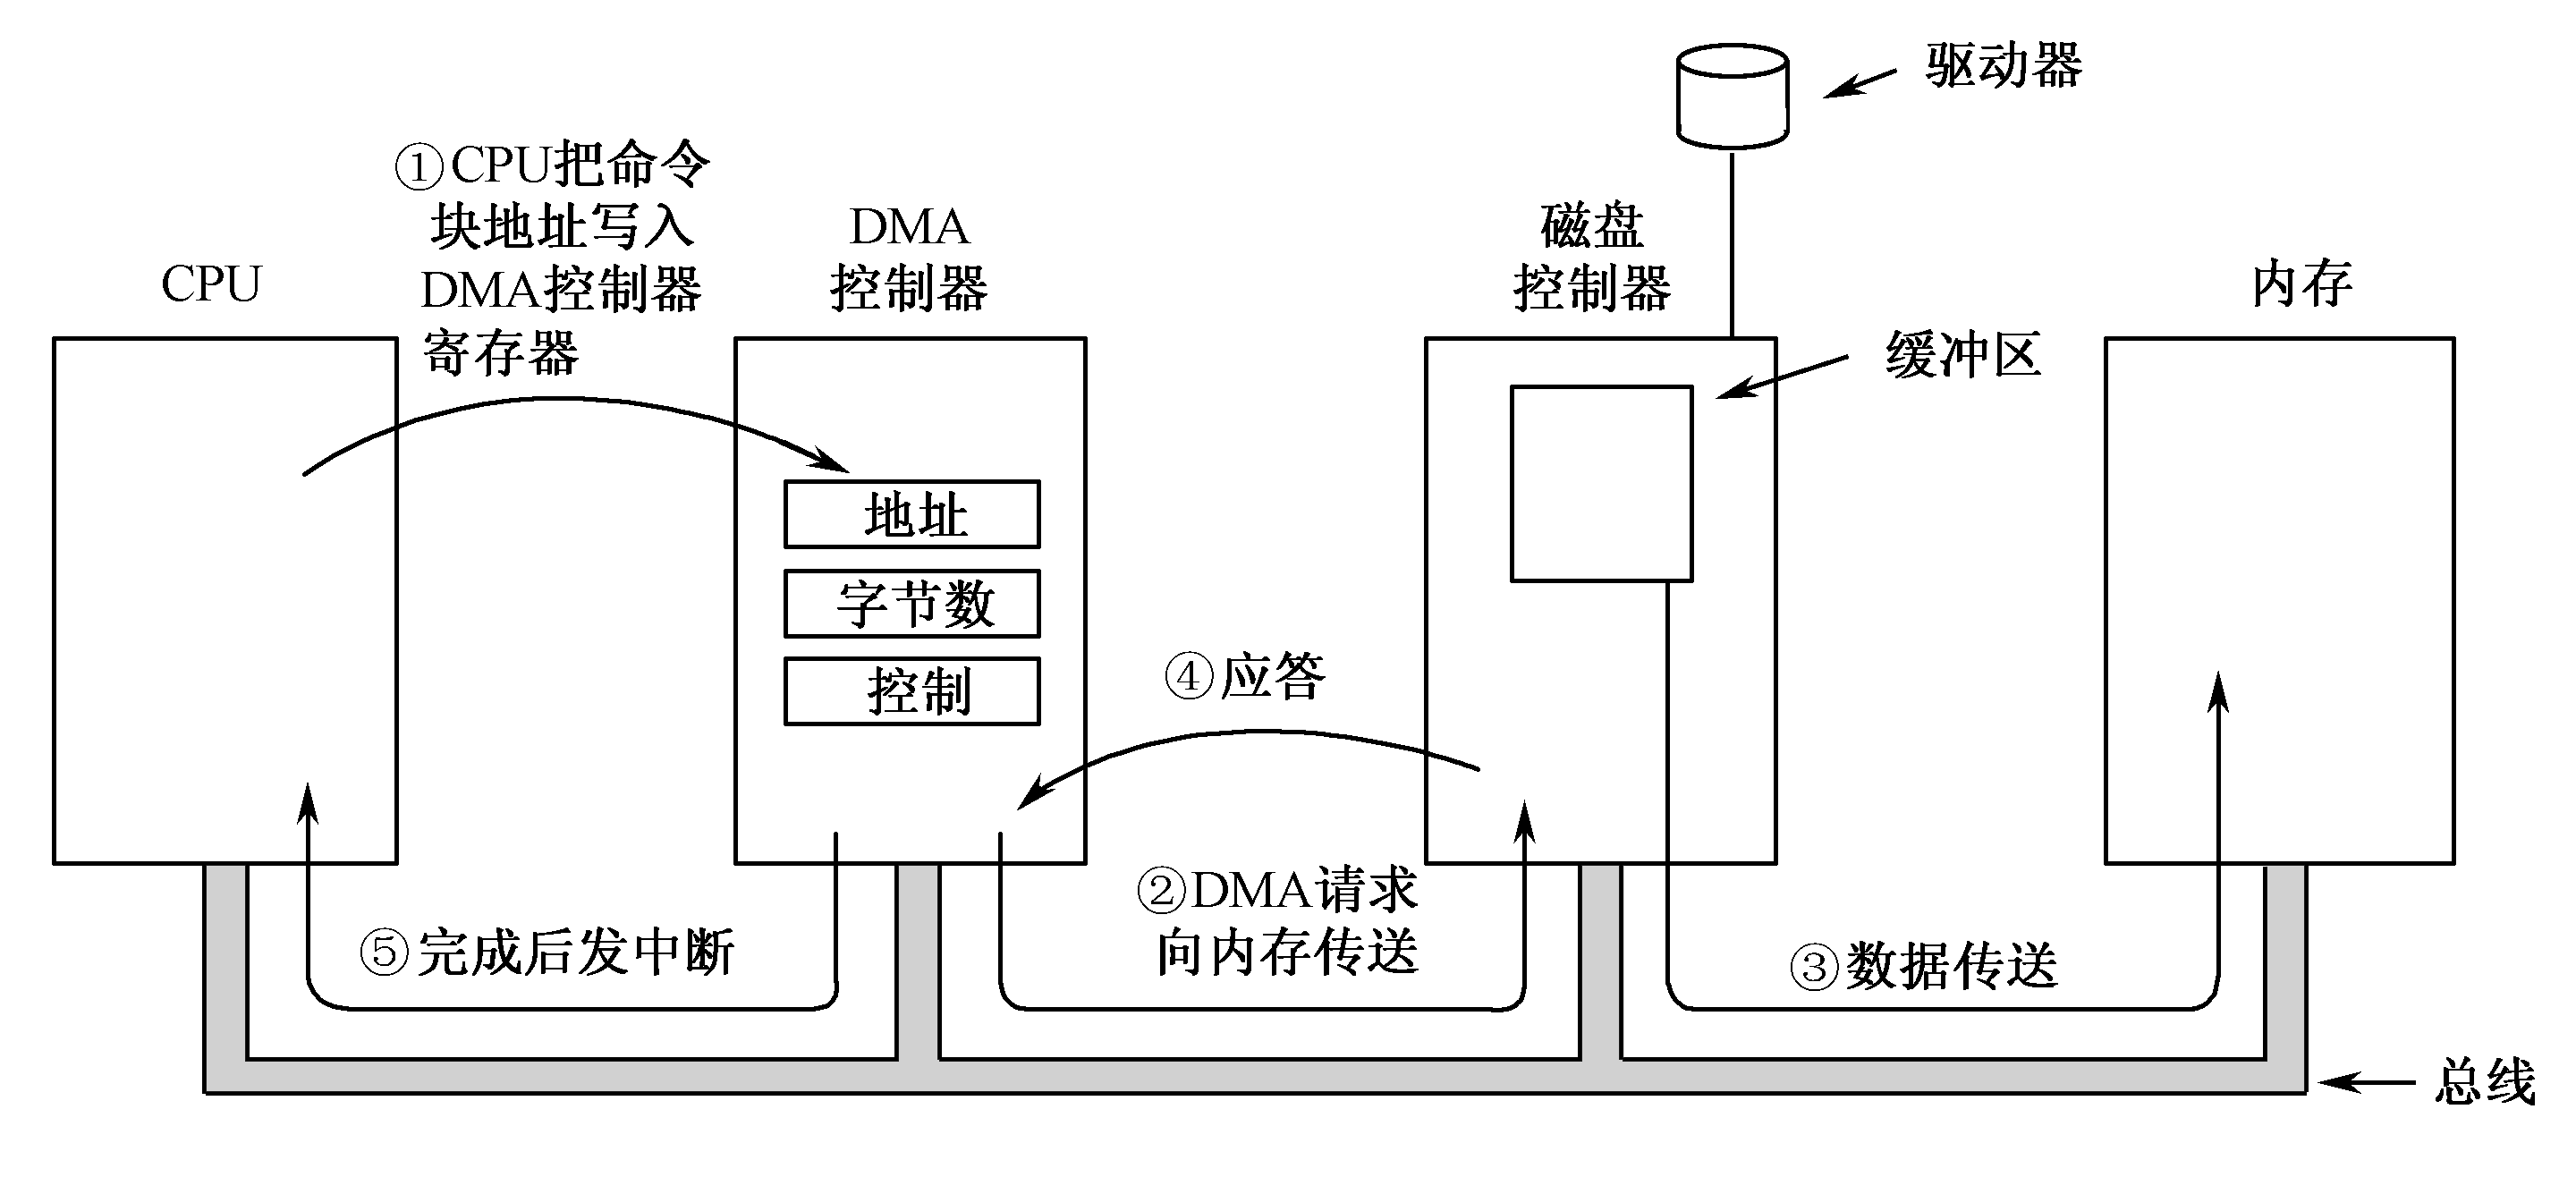 驱动器
①CPU把命令
块地址写入
DMA控制器
寄存器
CPU
DMA
控制器
磁盘
控制器
内存
缓冲区
地址
字节数
控制
④应答
②DMA请求
向内存传送
⑤完成后发中断
③数据传送
总线